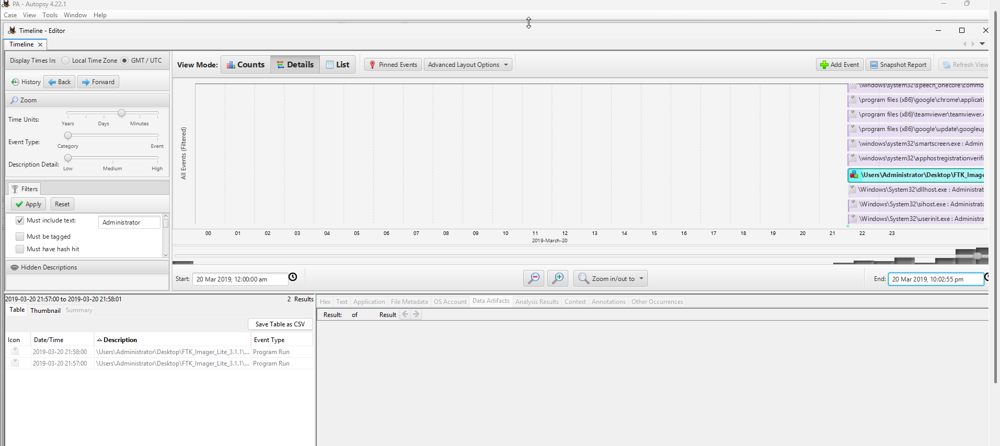 PA - Autopsy 4.22.1
Case View Tools Window Help
Timeline - Editor
Timeline
Display Times In: Local Time Zone GMT / UTC
History Back Forward
Zoom
Time Units:
Years Days Minutes
Event Type:
Category Event
Description Detail:
Low Medium High
Filters
Apply Reset
Must include text: Administrator
Must be tagged
Must have hash hit
Hidden Descriptions
View Mode: Counts Details List Pinned Events Advanced Layout Options Add Event Snapshot Report Refresh View
All Events (Filtered)
\windows\system32\speech_onecore\commo
\program files (x86)\google\chrome\applicati
\program files (x86)\teamviewer\teamviewer.
\program files (x86)\google\update\googleup
\windows\system32\smartscreen.exe : Admin
\windows\system32\apphostregistrationverifi
\Users\Administrator\Desktop\FTK_Image
\Windows\System32\dllhost.exe : Administrat
\Windows\System32\sihost.exe : Administrato
\Windows\System32\userinit.exe : Administra
00 01 02 03 04 05 06 07 08 09 10 11 12 13 14 15 16 17 18 19 20 21 22 23
2019-March-20
Start: 20 Mar 2019, 12:00:00 am Zoom in/out to End: 20 Mar 2019, 10:02:55 pm
2019-03-20 21:57:00 to 2019-03-20 21:58:01 2 Results
Table Thumbnail Summary
Save Table as CSV
Icon Date/Time Description Event Type
2019-03-20 21:58:00 \Users\Administrator\Desktop\FTK_Imager_Lite_3.1.1\... Program Run
2019-03-20 21:57:00 \Users\Administrator\Desktop\FTK_Imager_Lite_3.1.1\... Program Run
Hex Text Application File Metadata OS Account Data Artifacts Analysis Results Context Annotations Other Occurrences
Result: of Result